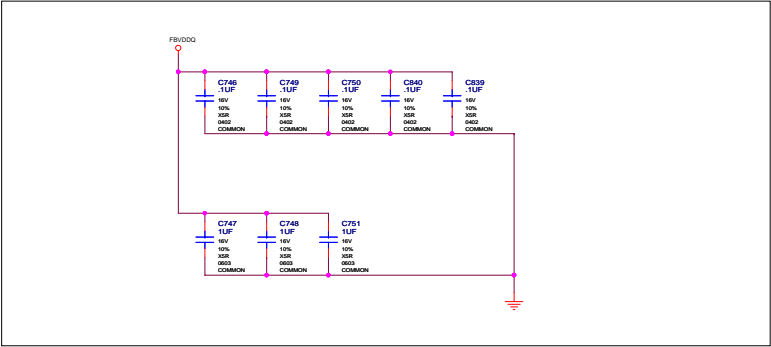 FBVDDQ
C746
.1UF
16V
10%
X5R
0402
COMMON
C749
.1UF
16V
10%
X5R
0402
COMMON
C750
.1UF
16V
10%
X5R
0402
COMMON
C840
.1UF
16V
10%
X5R
0402
COMMON
C839
.1UF
16V
10%
X5R
0402
COMMON
C747
1UF
16V
10%
X5R
0603
COMMON
C748
1UF
16V
10%
X5R
0603
COMMON
C751
1UF
16V
10%
X5R
0603
COMMON